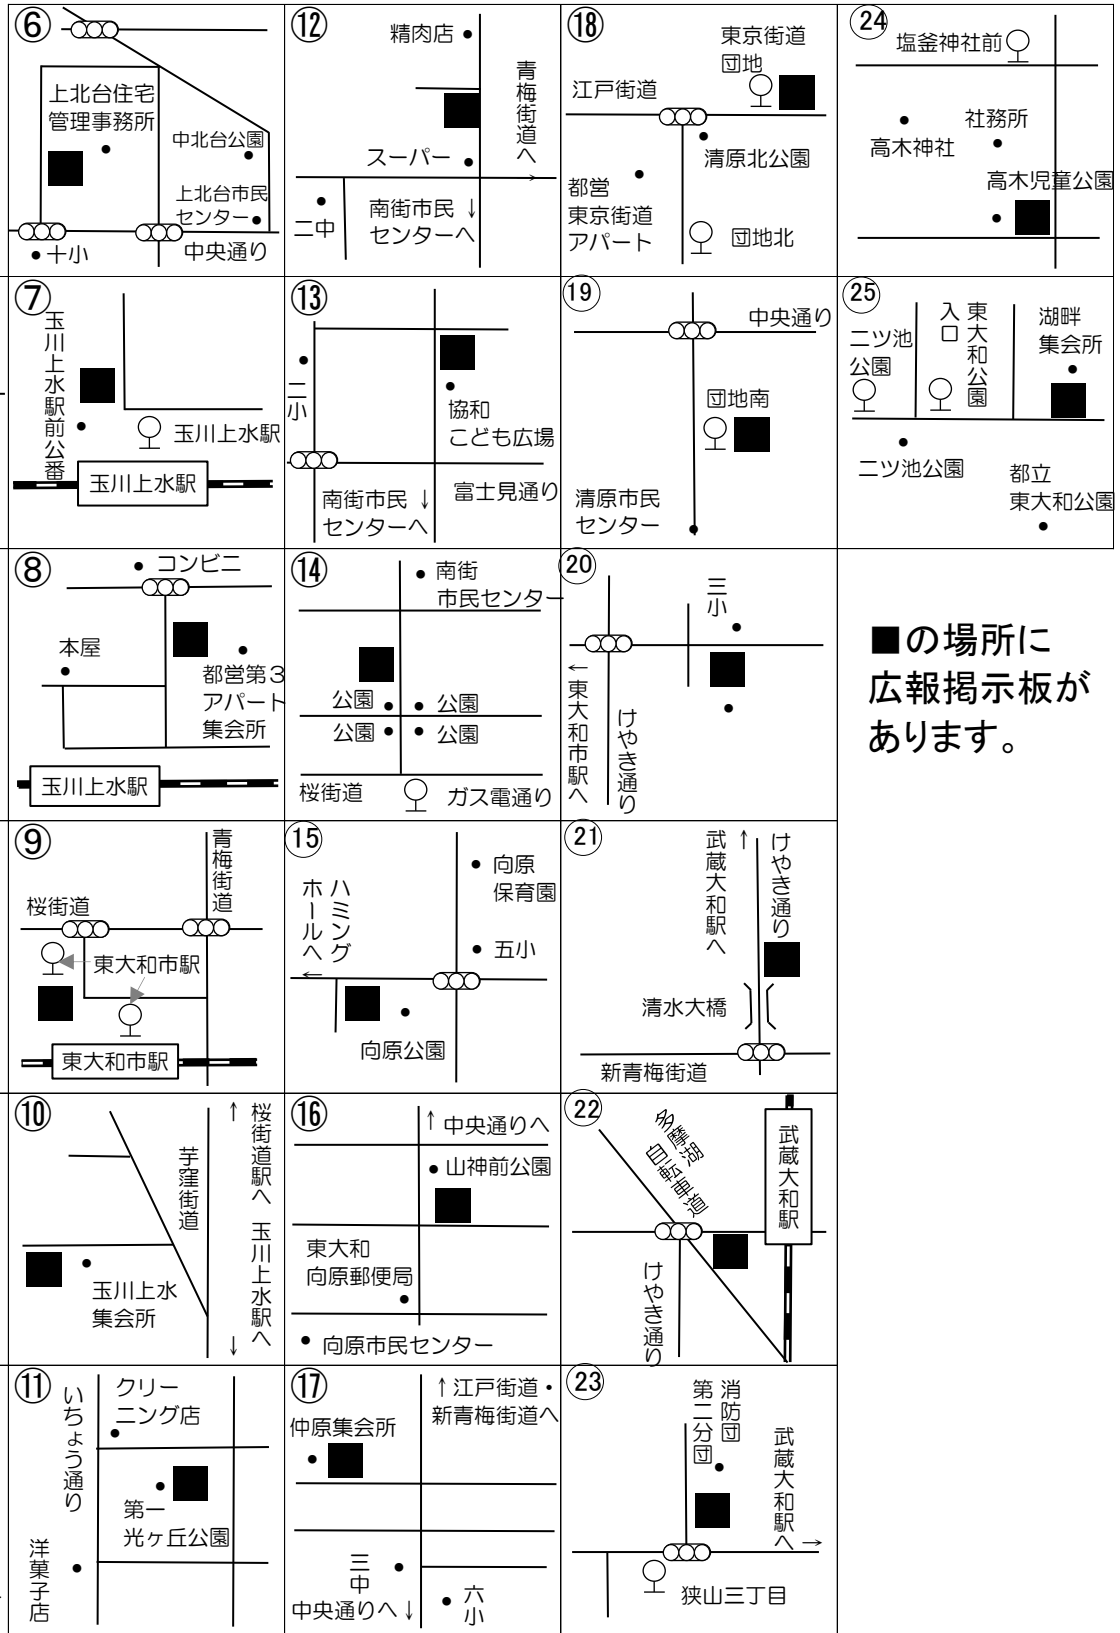 ⑥
上北台住宅
管理事務所
中北台公園
上北台市民
センター
十小
中央通り
⑦
玉川上水駅前公番
玉川上水駅
玉川上水駅
⑧
コンビニ
本屋
都営第3
アパート
集会所
玉川上水駅
⑨
青梅街道
桜街道
東大和市駅
東大和市駅
⑩
↑
桜街道駅へ
芋窪街道
玉川上水駅へ
↓
玉川上水
集会所
⑪
いちょう通り
クリー
ニング店
第一
光ヶ丘公園
洋菓子店
⑫
精肉店
青梅街道へ
スーパー
→
二中
南街市民 ↓
センターへ
⑬
二小
協和
こども広場
富士見通り
南街市民 ↓
センターへ
⑭
南街
市民センター
公園
公園
公園
公園
桜街道
ガス電通り
⑮
向原
保育園
ハミング
ホールへ
←
五小
向原公園
⑯
↑ 中央通りへ
山神前公園
東大和
向原郵便局
向原市民センター
⑰
↑ 江戸街道・
新青梅街道へ
仲原集会所
三中
中央通りへ ↓
六小
⑱
東京街道
団地
江戸街道
清原北公園
都営
東京街道
アパート
団地北
⑲
中央通り
団地南
清原市民
センター
⑳
三小
←東大和市駅へ
けやき通り
㉑
↑
武蔵大和駅へ
けやき通り
清水大橋
新青梅街道
㉒
多摩湖
自転車道
武蔵大和駅
けやき通り
㉓
消防団
第二分団
武蔵大和駅へ
→
狭山三丁目
㉔
塩釜神社前
社務所
高木神社
高木児童公園
㉕
二ツ池
公園
東大和公園
入口
湖畔
集会所
二ツ池公園
都立
東大和公園
■の場所に
広報掲示板が
あります。